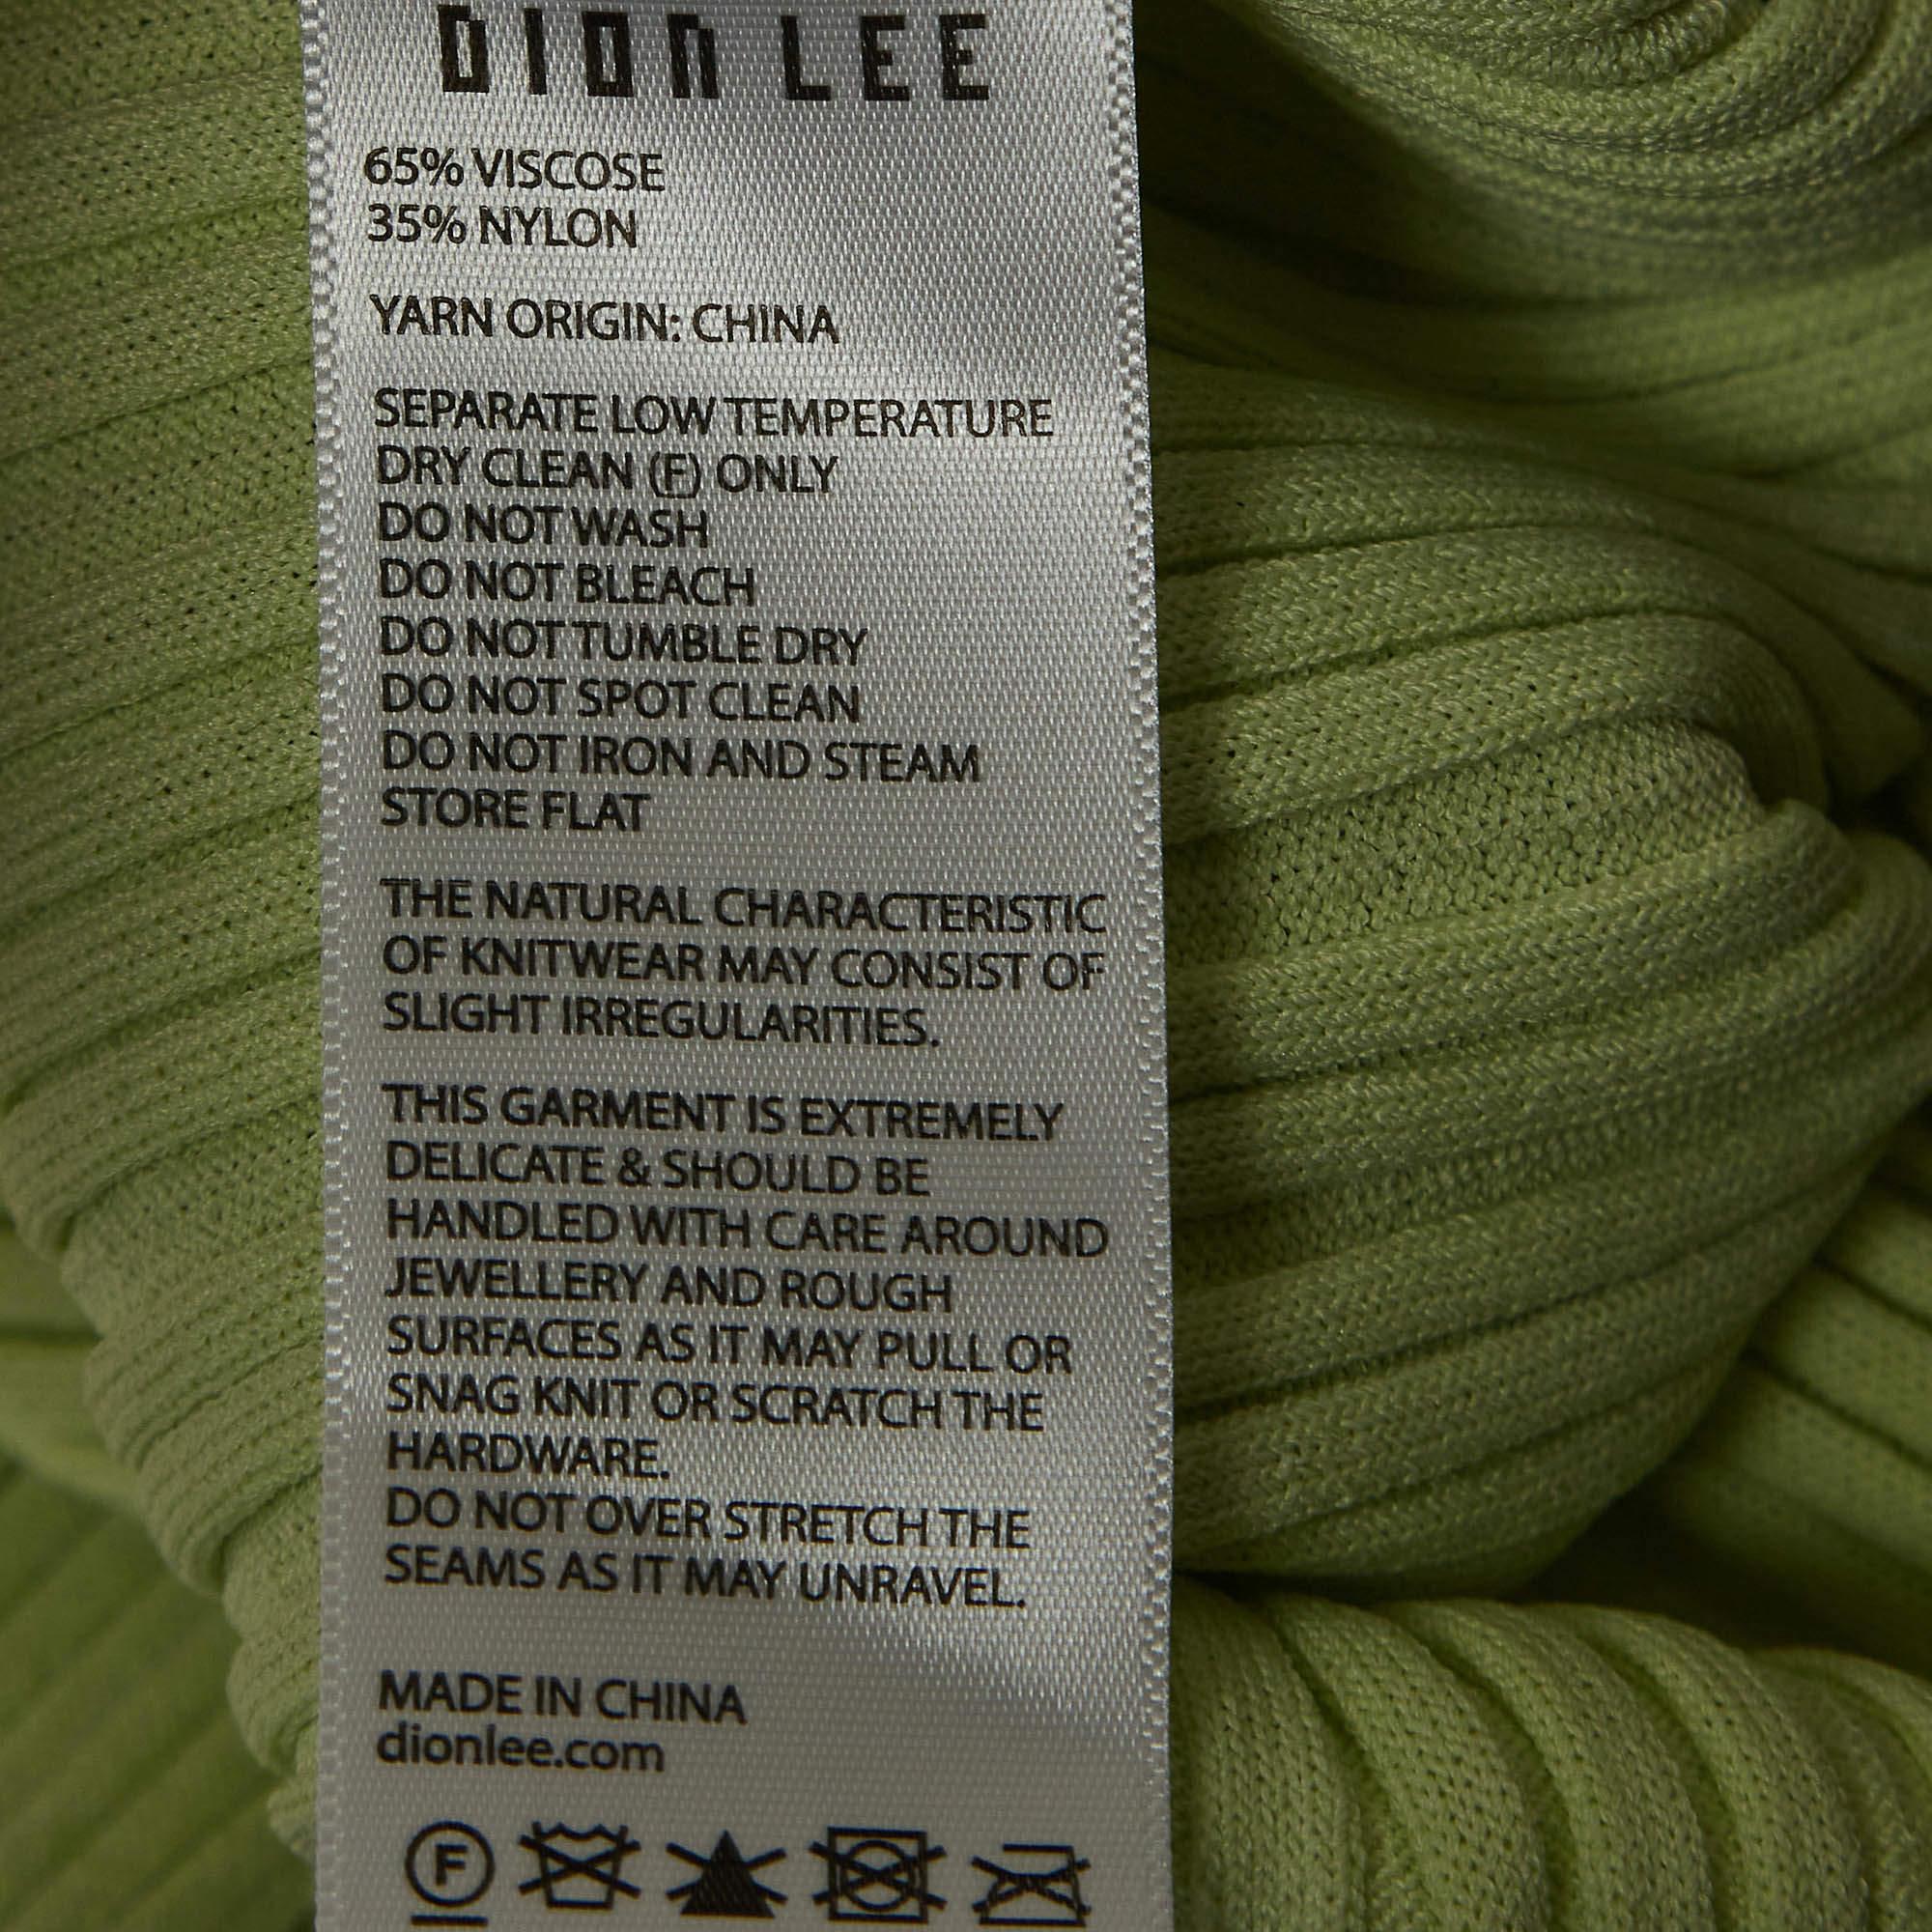 DION LEE
65% VISCOSE
35% NYLON
YARN ORIGIN: CHINA
SEPARATE LOW TEMPERATURE
DRY CLEAN (F) ONLY
DO NOT WASH
DO NOT BLEACH
DO NOT TUMBLE DRY
DO NOT SPOT CLEAN
DO NOT IRON AND STEAM
STORE FLAT
THE NATURAL CHARACTERISTIC
OF KNITWEAR MAY CONSIST OF
SLIGHT IRREGULARITIES.
THIS GARMENT IS EXTREMELY
DELICATE & SHOULD BE
HANDLED WITH CARE AROUND
JEWELLERY AND ROUGH
SURFACES AS IT MAY PULL OR
SNAG KNIT OR SCRATCH THE
HARDWARE.
DO NOT OVER STRETCH THE
SEAMS AS IT MAY UNRAVEL.
MADE IN CHINA
dionlee.com
F